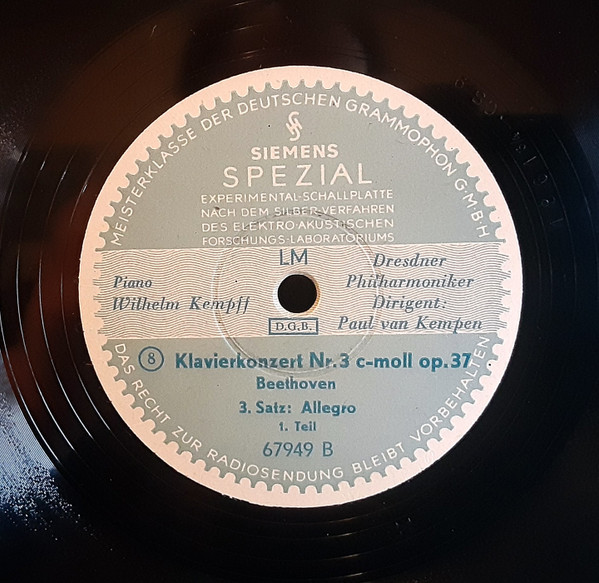 MEISTERKLASSE DER DEUTSCHEN GRAMMOPHON G·M·B·H
SIEMENS
SPEZIAL
EXPERIMENTAL-SCHALLPLATTE
NACH DEM SILBER-VERFAHREN
DES ELEKTRO-AKUSTISCHEN
FORSCHUNGS-LABORATORIUMS
LM
Piano
Wilhelm Kempff
D.G.B.
Dresdner
Philharmoniker
Dirigent:
Paul van Kempen
8 Klavierkonzert Nr. 3 c-moll op. 37
Beethoven
3. Satz: Allegro
1. Teil
67949 B
DAS RECHT ZUR RADIOSENDUNG BLEIBT VORBEHALTEN